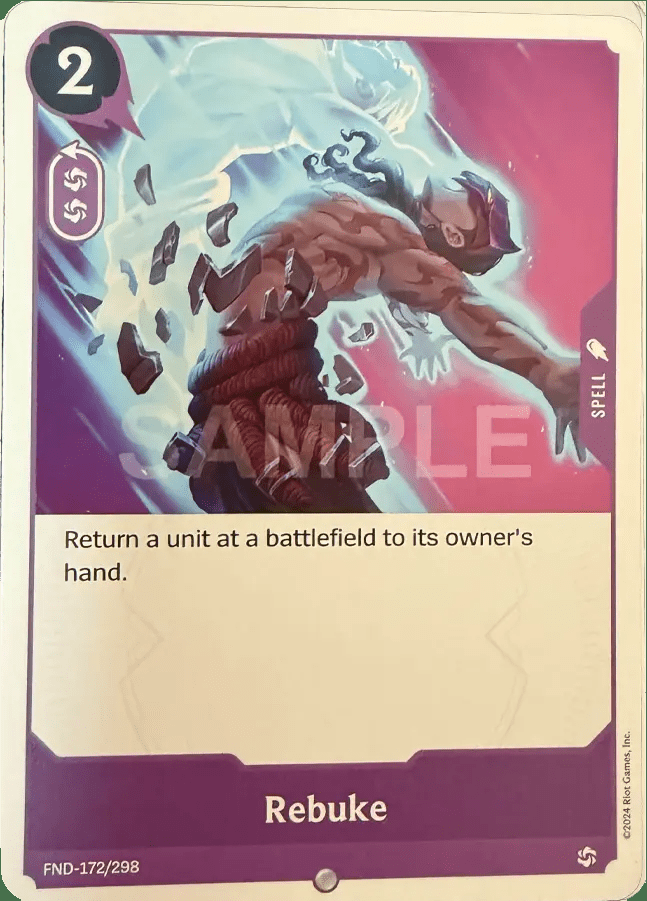 2
SPELL
SAMPLE
Return a unit at a battlefield to its owner's
hand.
©2024 Riot Games, Inc.
Rebuke
FND-172/298